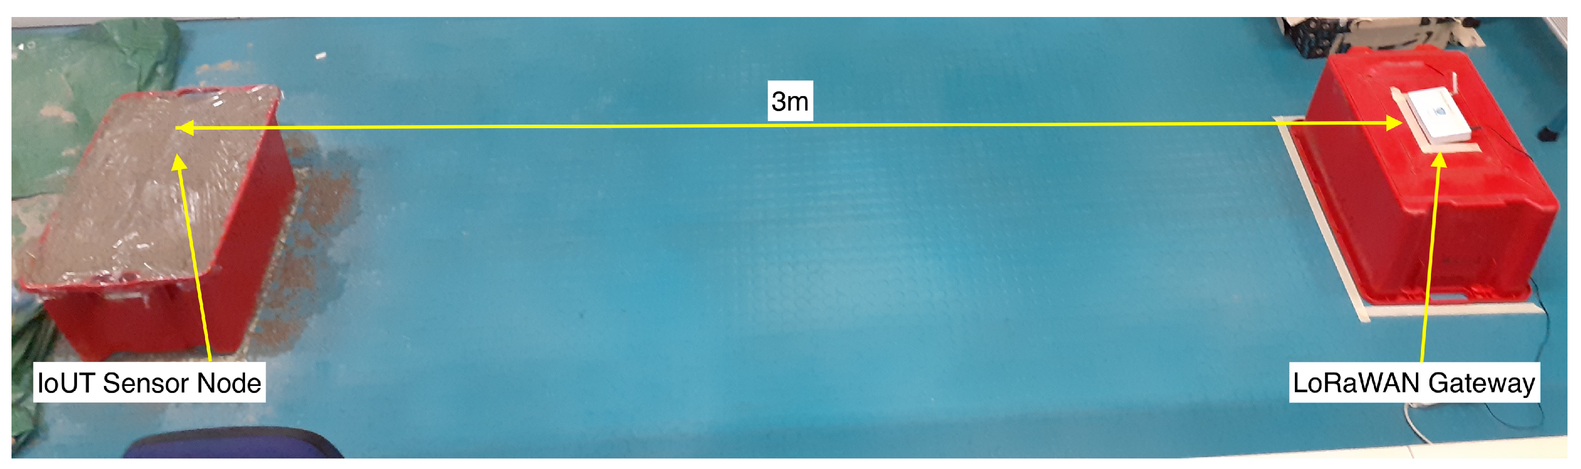 3m
IoUT Sensor Node
LoRaWAN Gateway